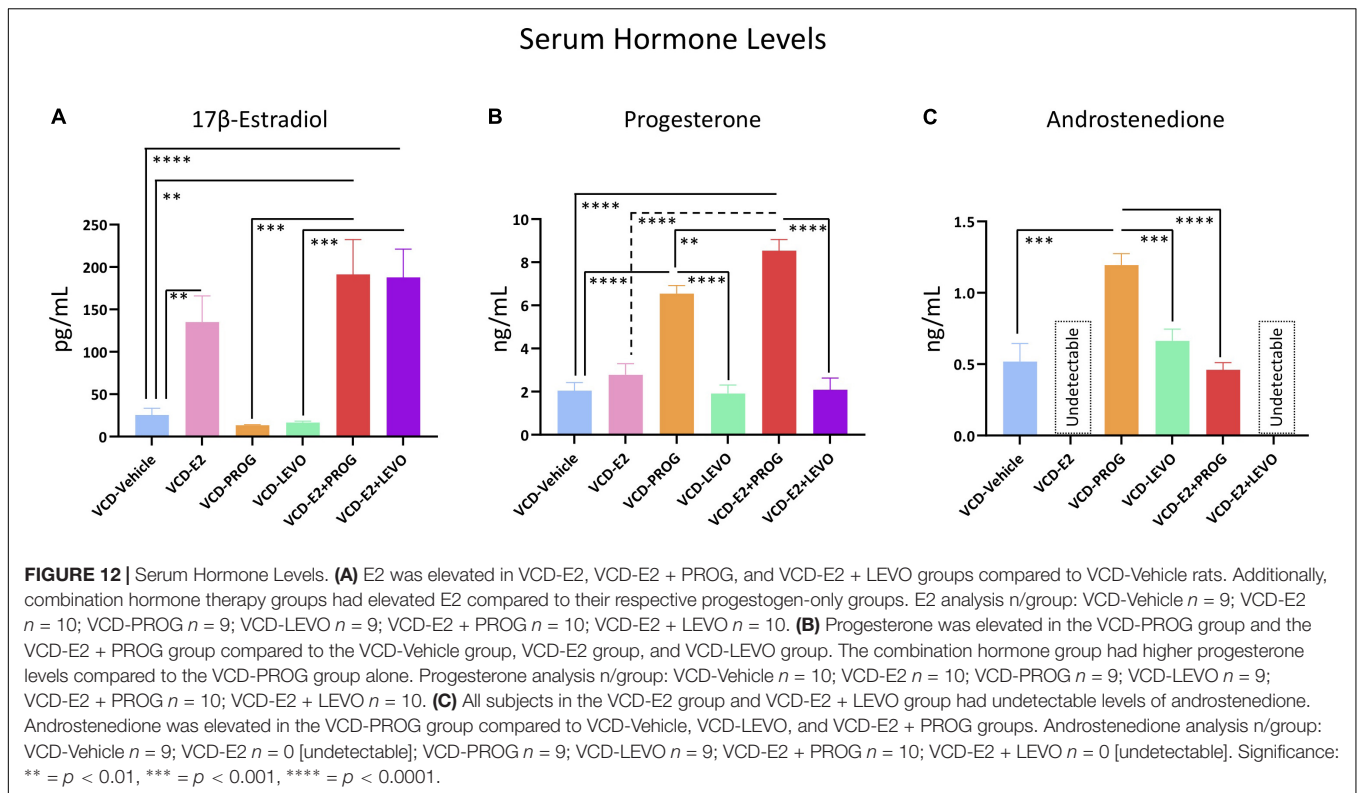 Serum Hormone Levels
A
17β-Estradiol
****
**
***
***
**
pg/mL
250
200
150
100
50
0
VCD-Vehicle
VCD-E2
VCD-PROG
VCD-LEVO
VCD-E2+PROG
VCD-E2+LEVO
B
Progesterone
****
****
**
****
****
****
ng/mL
10
8
6
4
2
0
VCD-Vehicle
VCD-E2
VCD-PROG
VCD-LEVO
VCD-E2+PROG
VCD-E2+LEVO
C
Androstenedione
****
***
***
ng/mL
1.5
1.0
0.5
0.0
Undetectable
Undetectable
VCD-Vehicle
VCD-E2
VCD-PROG
VCD-LEVO
VCD-E2+PROG
VCD-E2+LEVO
FIGURE 12 | Serum Hormone Levels. (A) E2 was elevated in VCD-E2, VCD-E2 + PROG, and VCD-E2 + LEVO groups compared to VCD-Vehicle rats. Additionally,
combination hormone therapy groups had elevated E2 compared to their respective progestogen-only groups. E2 analysis n/group: VCD-Vehicle n = 9; VCD-E2
n = 10; VCD-PROG n = 9; VCD-LEVO n = 9; VCD-E2 + PROG n = 10; VCD-E2 + LEVO n = 10. (B) Progesterone was elevated in the VCD-PROG group and the
VCD-E2 + PROG group compared to the VCD-Vehicle group, VCD-E2 group, and VCD-LEVO group. The combination hormone group had higher progesterone
levels compared to the VCD-PROG group alone. Progesterone analysis n/group: VCD-Vehicle n = 10; VCD-E2 n = 10; VCD-PROG n = 9; VCD-LEVO n = 9;
VCD-E2 + PROG n = 10; VCD-E2 + LEVO n = 10. (C) All subjects in the VCD-E2 group and VCD-E2 + LEVO group had undetectable levels of androstenedione.
Androstenedione was elevated in the VCD-PROG group compared to VCD-Vehicle, VCD-LEVO, and VCD-E2 + PROG groups. Androstenedione analysis n/group:
VCD-Vehicle n = 9; VCD-E2 n = 0 [undetectable]; VCD-PROG n = 9; VCD-LEVO n = 9; VCD-E2 + PROG n = 10; VCD-E2 + LEVO n = 0 [undetectable]. Significance:
** = p < 0.01, *** = p < 0.001, **** = p < 0.0001.